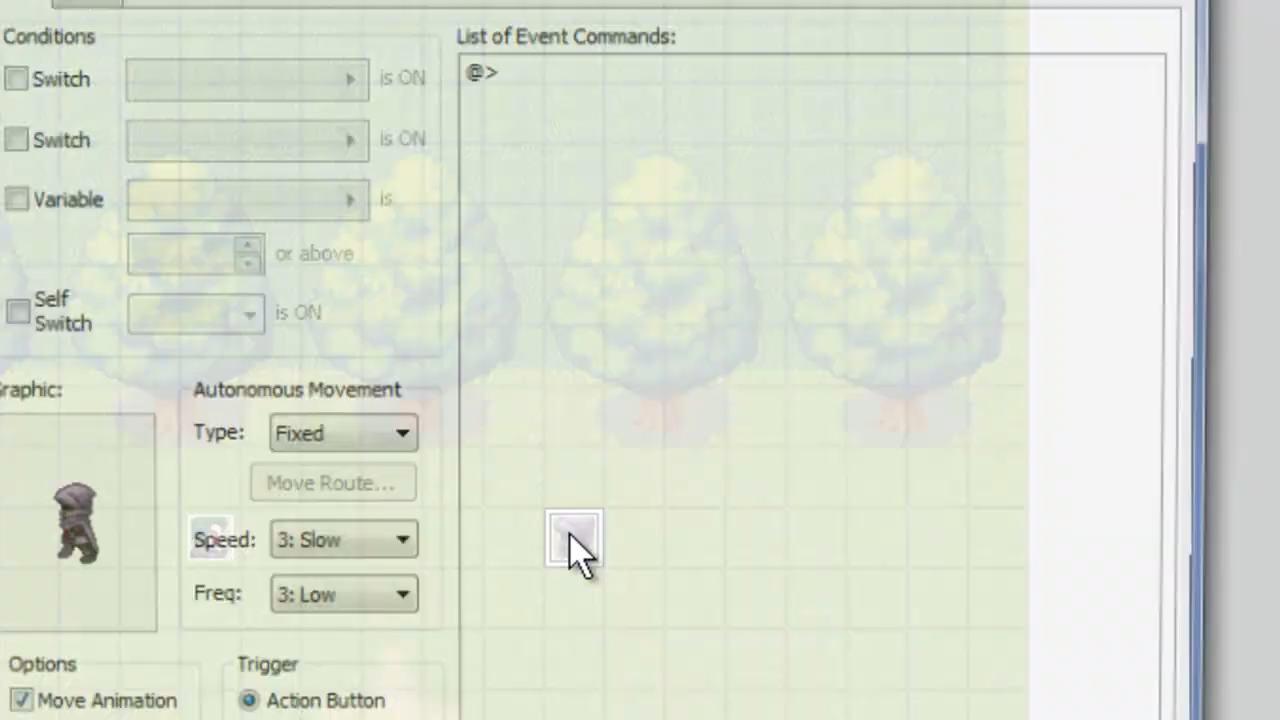 Conditions
Switch is ON
Switch is ON
Variable is
or above
Self
Switch
is ON
raphic:
Autonomous Movement
Type: Fixed
Move Route...
Speed: 3: Slow
Freq: 3: Low
Options
Move Animation
Trigger
Action Button
List of Event Commands:
@>